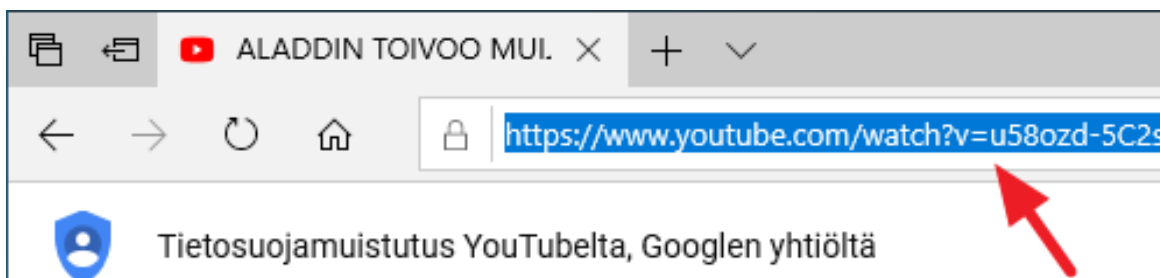 ALADDIN TOIVOO MUI.
https://www.youtube.com/watch?v=u58ozd-5C2s
Tietosuojamuistutus YouTubelta, Googlen yhtiöltä